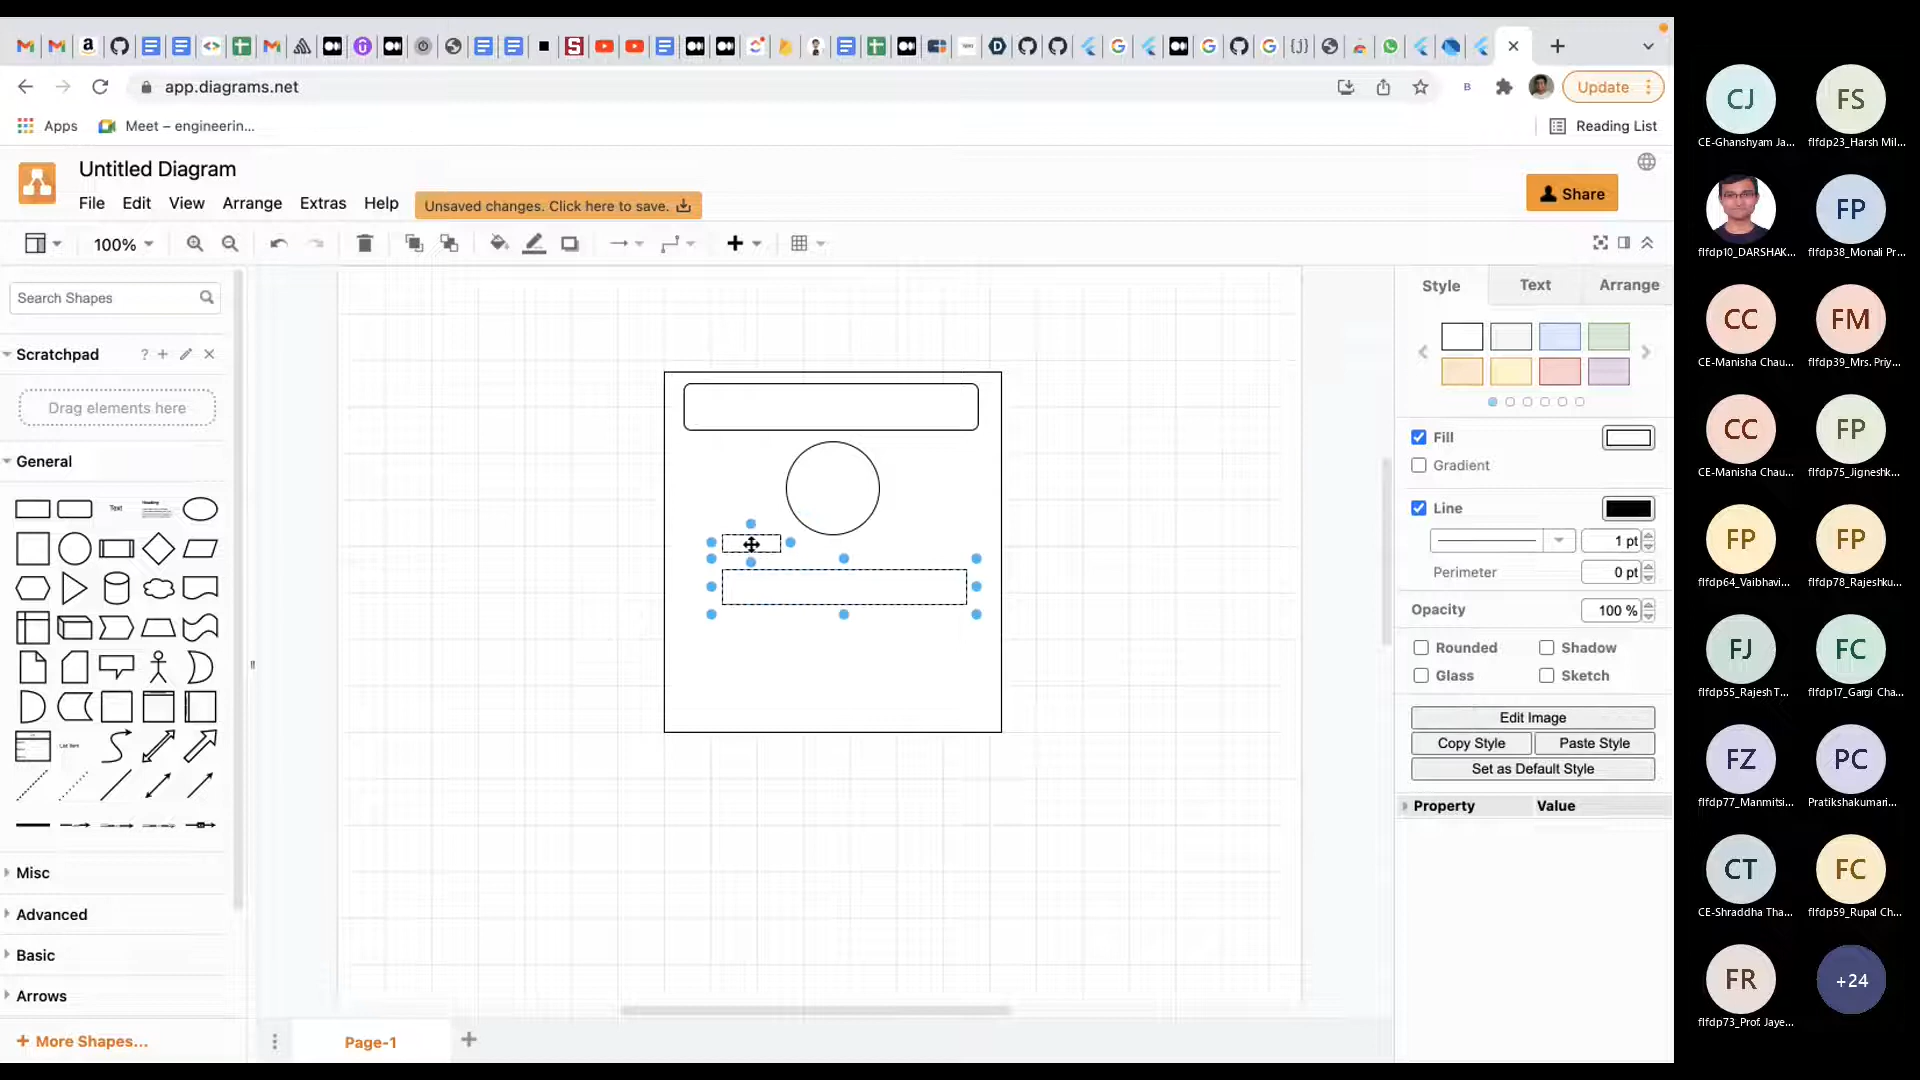 app.diagrams.net
B
Update
Apps
Meet – engineerin...
Reading List
Untitled Diagram
File
Edit
View
Arrange
Extras
Help
Unsaved changes. Click here to save.
Share
100%
Search Shapes
Scratchpad
?
Drag elements here
General
Text
Heading
List Item
Misc
Advanced
Basic
Arrows
+ More Shapes...
Page-1
Style
Text
Arrange
Fill
Gradient
Line
1 pt
Perimeter
0 pt
Opacity
100 %
Rounded
Shadow
Glass
Sketch
Edit Image
Copy Style
Paste Style
Set as Default Style
Property
Value
CJ
FS
CE-Ghanshyam Ja...
flfdp23_Harsh Mil...
FP
flfdp10_DARSHAK...
flfdp38_Monali Pr...
CC
FM
CE-Manisha Chau...
flfdp39_Mrs. Priy...
CC
FP
CE-Manisha Chau...
flfdp75_Jigneshk...
FP
FP
flfdp64_Vaibhavi...
flfdp78_Rajeshku...
FJ
FC
flfdp55_Rajesh T...
flfdp17_Gargi Cha...
FZ
PC
flfdp77_Manmitsi...
Pratikshakumari...
CT
FC
CE-Shraddha Tha...
flfdp59_Rupal Ch...
FR
+24
flfdp73_Prof. Jaye...